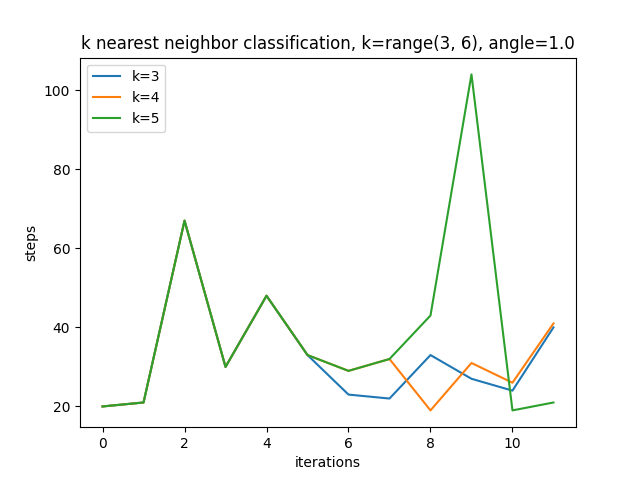 k nearest neighbor classification, k=range(3, 6), angle=1.0
k=3
k=4
k=5
100
80
60
40
20
steps
0 2 4 6 8 10
iterations